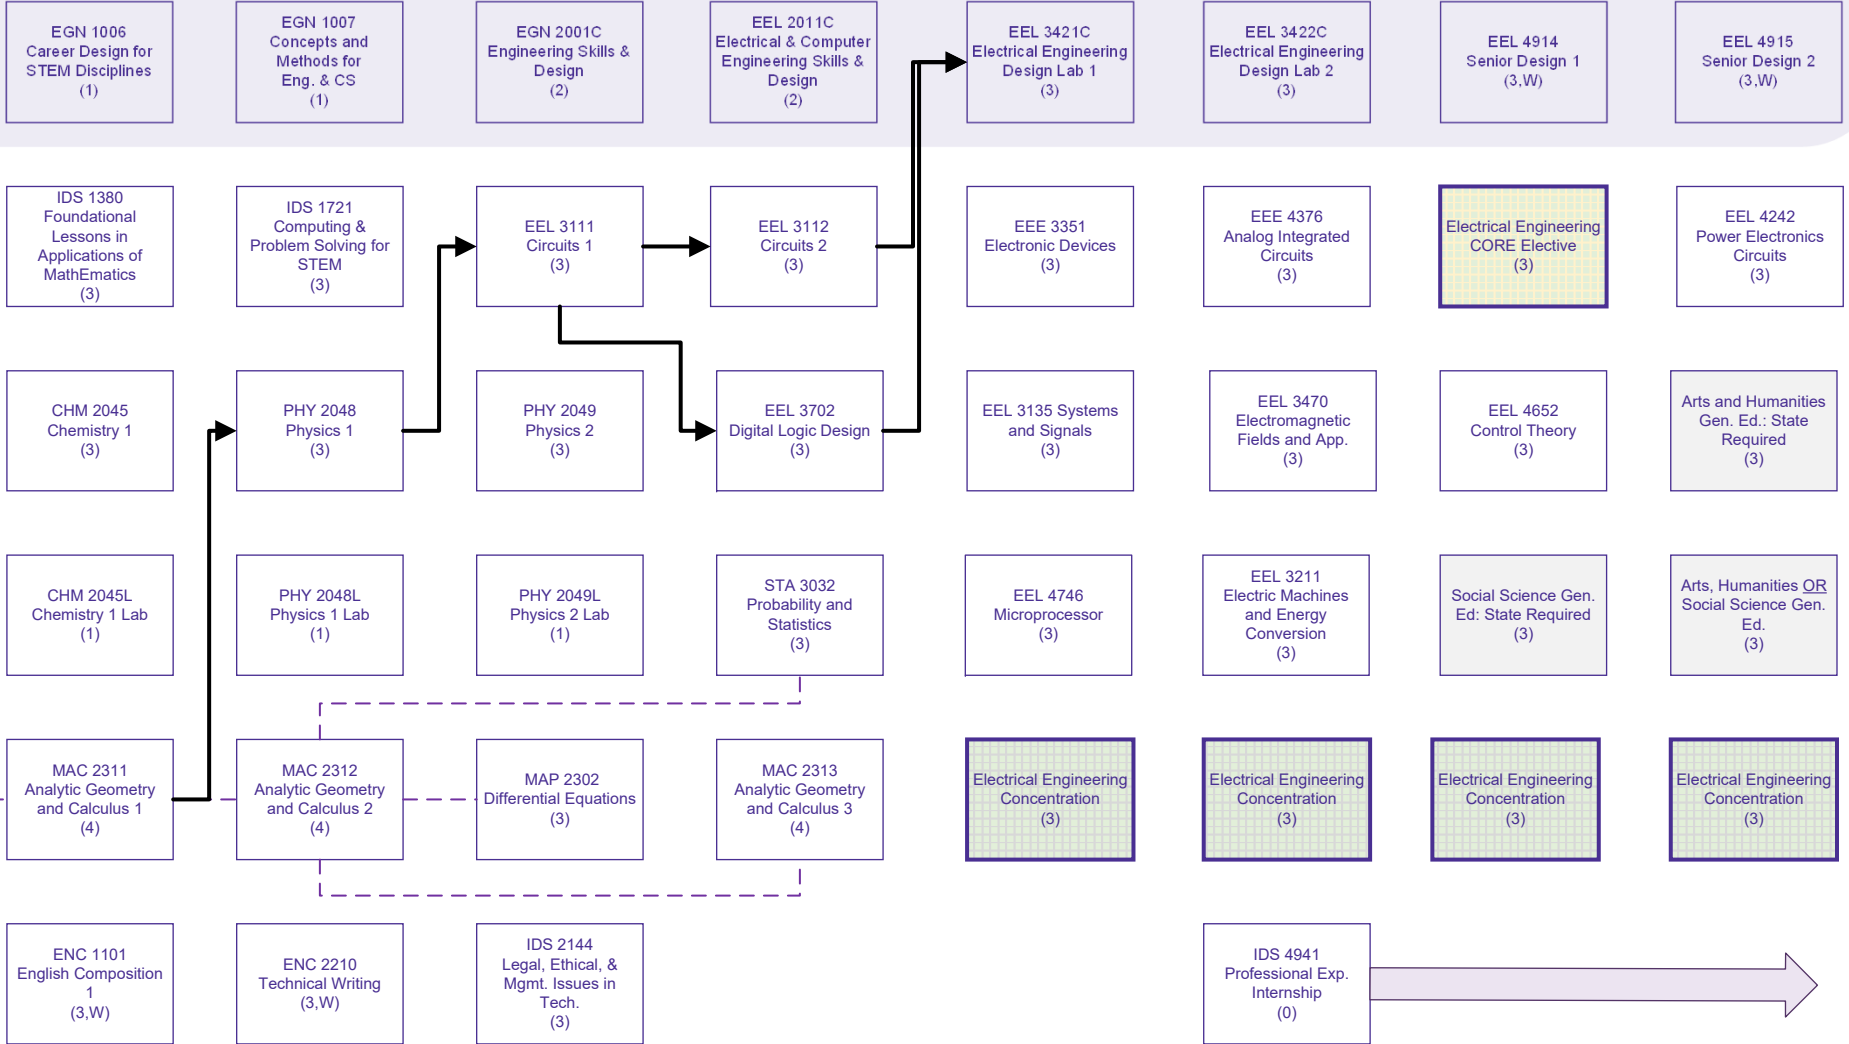 EGN 1006
Career Design for
STEM Disciplines
(1)
EGN 1007
Concepts and
Methods for
Eng. & CS
(1)
EGN 2001C
Engineering Skills &
Design
(2)
EEL 2011C
Electrical & Computer
Engineering Skills &
Design
(2)
EEL 3421C
Electrical Engineering
Design Lab 1
(3)
EEL 3422C
Electrical Engineering
Design Lab 2
(3)
EEL 4914
Senior Design 1
(3,W)
EEL 4915
Senior Design 2
(3,W)
IDS 1380
Foundational
Lessons in
Applications of
MathEmatics
(3)
IDS 1721
Computing &
Problem Solving for
STEM
(3)
EEL 3111
Circuits 1
(3)
EEL 3112
Circuits 2
(3)
EEE 3351
Electronic Devices
(3)
EEE 4376
Analog Integrated
Circuits
(3)
Electrical Engineering
CORE Elective
(3)
EEL 4242
Power Electronics
Circuits
(3)
CHM 2045
Chemistry 1
(3)
PHY 2048
Physics 1
(3)
PHY 2049
Physics 2
(3)
EEL 3702
Digital Logic Design
(3)
EEL 3135 Systems
and Signals
(3)
EEL 3470
Electromagnetic
Fields and App.
(3)
EEL 4652
Control Theory
(3)
Arts and Humanities
Gen. Ed.: State
Required
(3)
CHM 2045L
Chemistry 1 Lab
(1)
PHY 2048L
Physics 1 Lab
(1)
PHY 2049L
Physics 2 Lab
(1)
STA 3032
Probability and
Statistics
(3)
EEL 4746
Microprocessor
(3)
EEL 3211
Electric Machines
and Energy
Conversion
(3)
Social Science Gen.
Ed: State Required
(3)
Arts, Humanities OR
Social Science Gen.
Ed.
(3)
MAC 2311
Analytic Geometry
and Calculus 1
(4)
MAC 2312
Analytic Geometry
and Calculus 2
(4)
MAP 2302
Differential Equations
(3)
MAC 2313
Analytic Geometry
and Calculus 3
(4)
Electrical Engineering
Concentration
(3)
Electrical Engineering
Concentration
(3)
Electrical Engineering
Concentration
(3)
Electrical Engineering
Concentration
(3)
ENC 1101
English Composition
1
(3,W)
ENC 2210
Technical Writing
(3,W)
IDS 2144
Legal, Ethical, &
Mgmt. Issues in
Tech.
(3)
IDS 4941
Professional Exp.
Internship
(0)